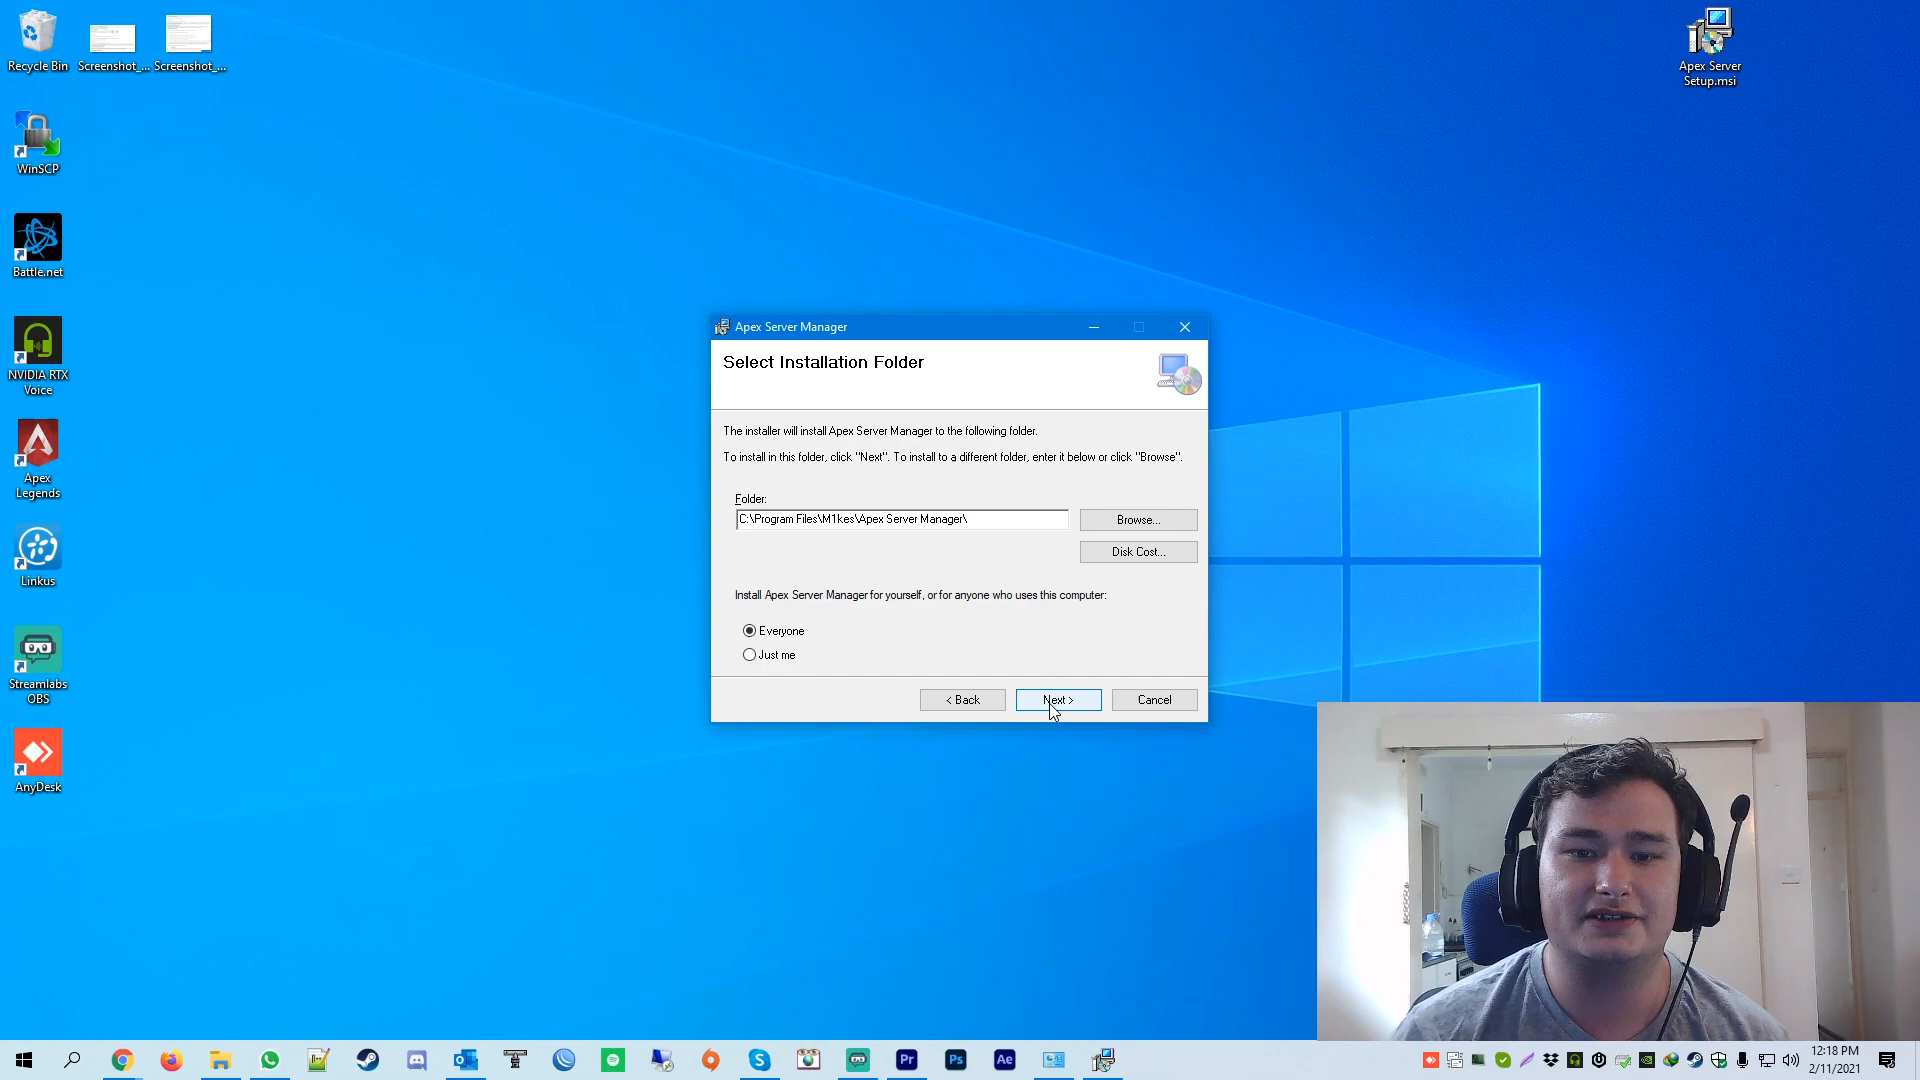 Recycle Bin
Screenshot_...
Screenshot_...
Apex Server
Setup.msi
WinSCP
Battle.net
NVIDIA RTX
Voice
Apex
Legends
Linkus
Streamlabs
OBS
AnyDesk
Apex Server Manager
Select Installation Folder
The installer will install Apex Server Manager to the following folder.
To install in this folder, click "Next". To install to a different folder, enter it below or click "Browse".
Folder:
C:\Program Files\M1kes\Apex Server Manager\
Browse...
Disk Cost...
Install Apex Server Manager for yourself, or for anyone who uses this computer:
Everyone
Just me
< Back
Next >
Cancel
Pr
Ps
Ae
12:18 PM
2/11/2021